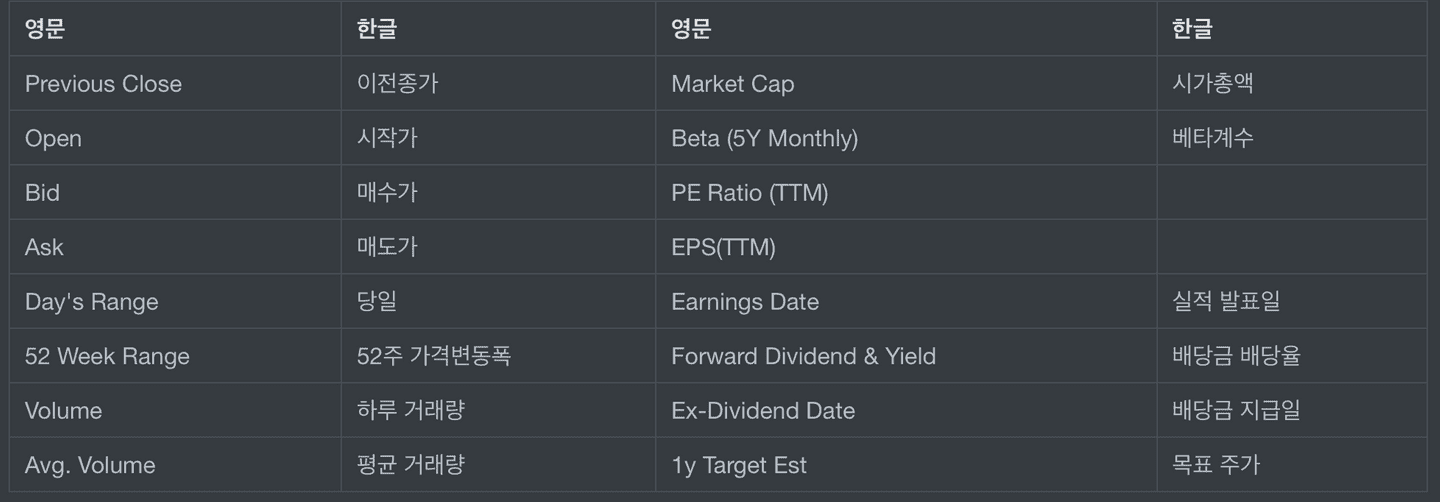 영문 한글 영문 한글
Previous Close 이전종가 Market Cap 시가총액
Open 시작가 Beta (5Y Monthly) 베타계수
Bid 매수가 PE Ratio (TTM)
Ask 매도가 EPS(TTM)
Day's Range 당일 Earnings Date 실적 발표일
52 Week Range 52주 가격변동폭 Forward Dividend & Yield 배당금 배당율
Volume 하루 거래량 Ex-Dividend Date 배당금 지급일
Avg. Volume 평균 거래량 1y Target Est 목표 주가